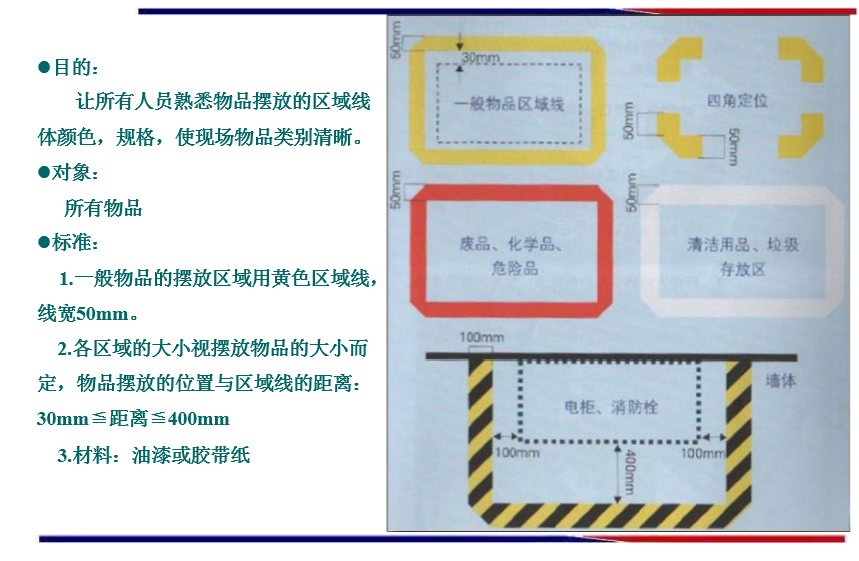 ●目的：
让所有人员熟悉物品摆放的区域线
体颜色，规格，使现场物品类别清晰。
●对象：
所有物品
●标准：
1.一般物品的摆放区域用黄色区域线，
线宽50mm。
2.各区域的大小视摆放物品的大小而
定，物品摆放的位置与区域线的距离：
30mm≦距离≦400mm
3.材料：油漆或胶带纸
50mm
30mm
一般物品区域线
四角定位
50mm
50mm
50mm
废品、化学品、
危险品
50mm
清洁用品、垃圾
存放区
100mm
墙体
电柜、消防栓
100mm
100mm
400mm